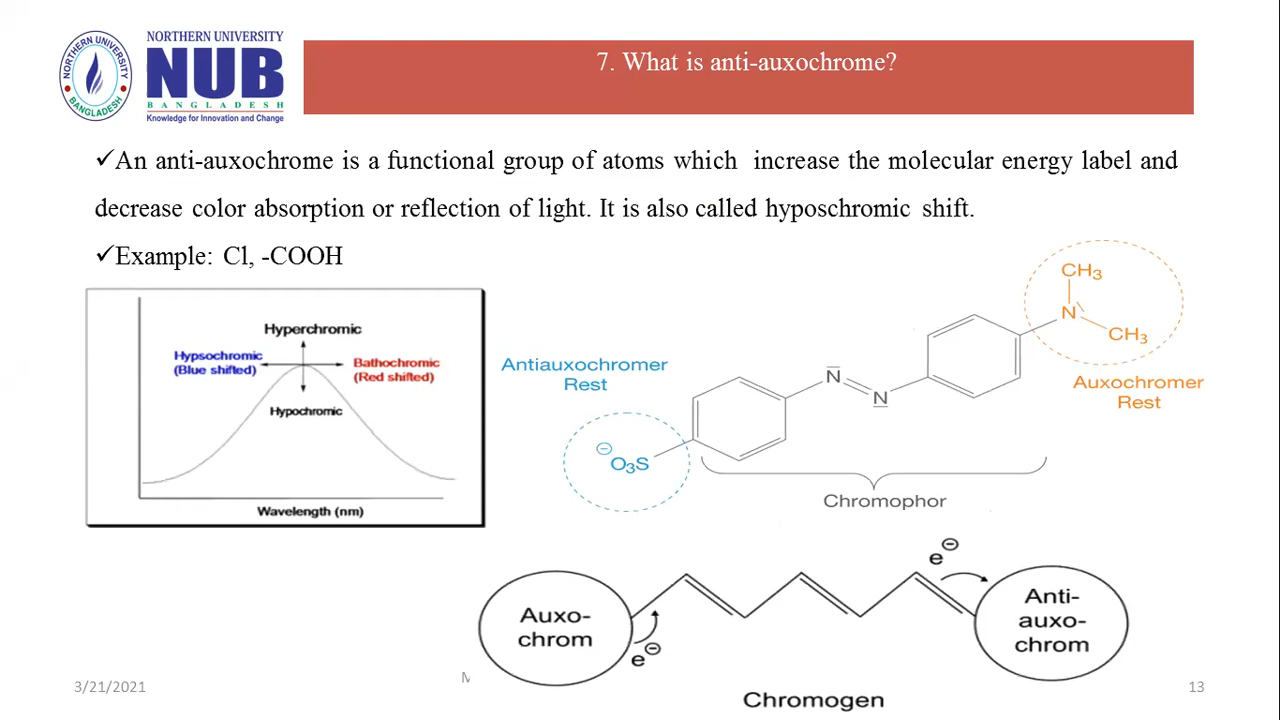 NORTHERN UNIVERSITY
BANGLADESH
NORTHERN UNIVERSITY
NUB
BANGLADESH
Knowledge for Innovation and Change
7. What is anti-auxochrome?
✓An anti-auxochrome is a functional group of atoms which increase the molecular energy label and
decrease color absorption or reflection of light. It is also called hyposchromic shift.
✓Example: Cl, -COOH
Hyperchromic
Hypsochromic
(Blue shifted)
Bathochromic
(Red shifted)
Hypochromic
Wavelength (nm)
Antiauxochromer
Rest
⊖
O3S
N
N
CH3
N
CH3
Auxochromer
Rest
Chromophor
Auxo-
chrom
e⊖
e⊖
Anti-
auxo-
chrom
Chromogen
3/21/2021
M
13